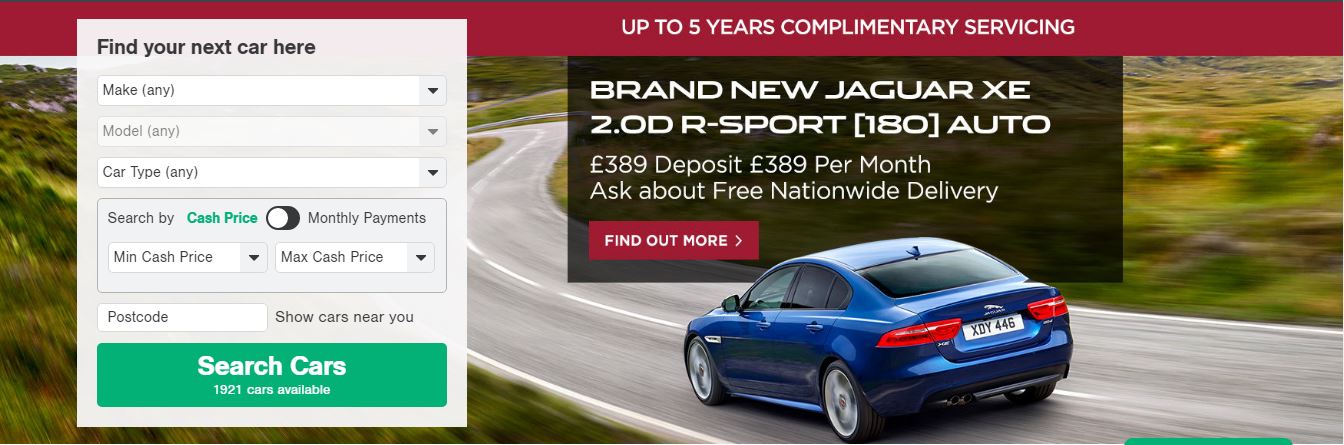 UP TO 5 YEARS COMPLIMENTARY SERVICING
Find your next car here
Make (any)
Model (any)
Car Type (any)
Search by Cash Price Monthly Payments
Min Cash Price Max Cash Price
Postcode Show cars near you
Search Cars
1921 cars available
BRAND NEW JAGUAR XE
2.0D R-SPORT [180] AUTO
£389 Deposit £389 Per Month
Ask about Free Nationwide Delivery
FIND OUT MORE >
JAGUAR
XDY 446
XE